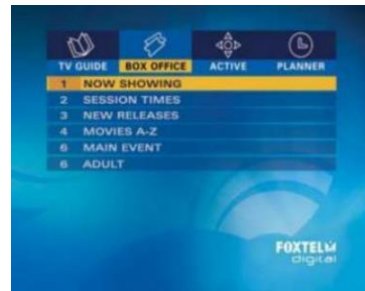 TV GUIDE BOX OFFICE ACTIVE PLANNER
1 NOW SHOWING
2 SESSION TIMES
3 NEW RELEASES
4 MOVIES A-Z
5 MAIN EVENT
6 ADULT
FOXTEL
digital